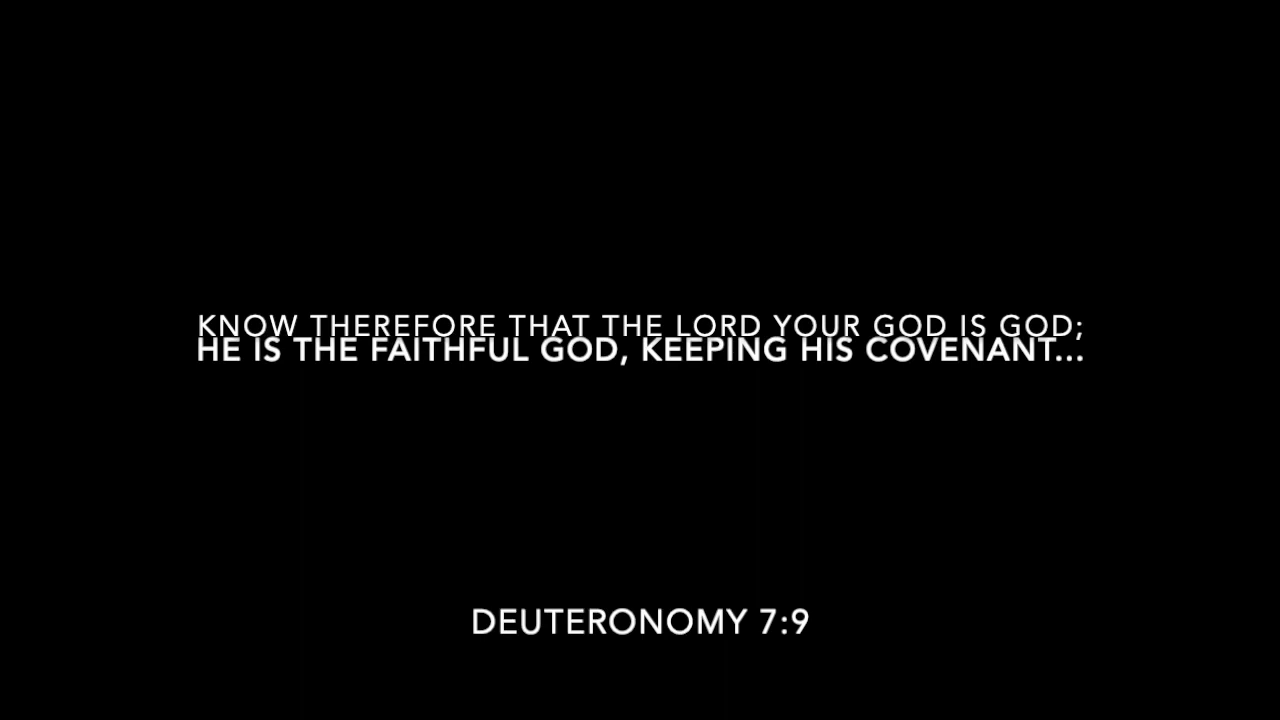 KNOW THEREFORE THAT THE LORD YOUR GOD IS GOD;
HE IS THE FAITHFUL GOD, KEEPING HIS COVENANT...
DEUTERONOMY 7:9